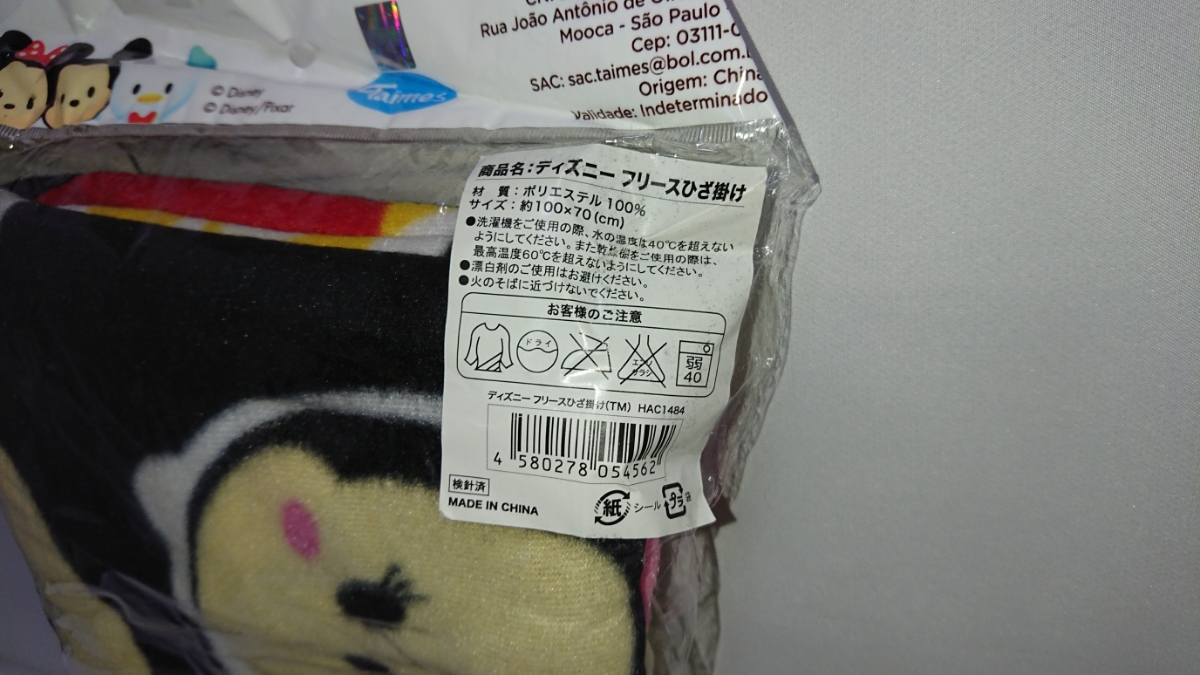 Rua João Antônio de
Mooca - São Paulo
Cep: 03111-0
SAC: sac.taimes@bol.com.
Origem: China
Validade: Indeterminado
© Disney
© Disney/Pixar
Taimes
商品名：ディズニー フリースひざ掛け
材　質：ポリエステル 100%
サイズ：約100×70(cm)
●洗濯機をご使用の際、水の温度は40℃を超えない
ようにしてください。また乾燥機をご使用の際は、
最高温度60℃を超えないようにしてください。
●漂白剤のご使用はお避けください。
●火のそばに近づけないでください。
お客様のご注意
ドライ
エンソ
サラシ
弱
40
ディズニー フリースひざ掛け(TM) HAC1484
4 580278 054562
検針済
MADE IN CHINA
紙 シール プラ 袋